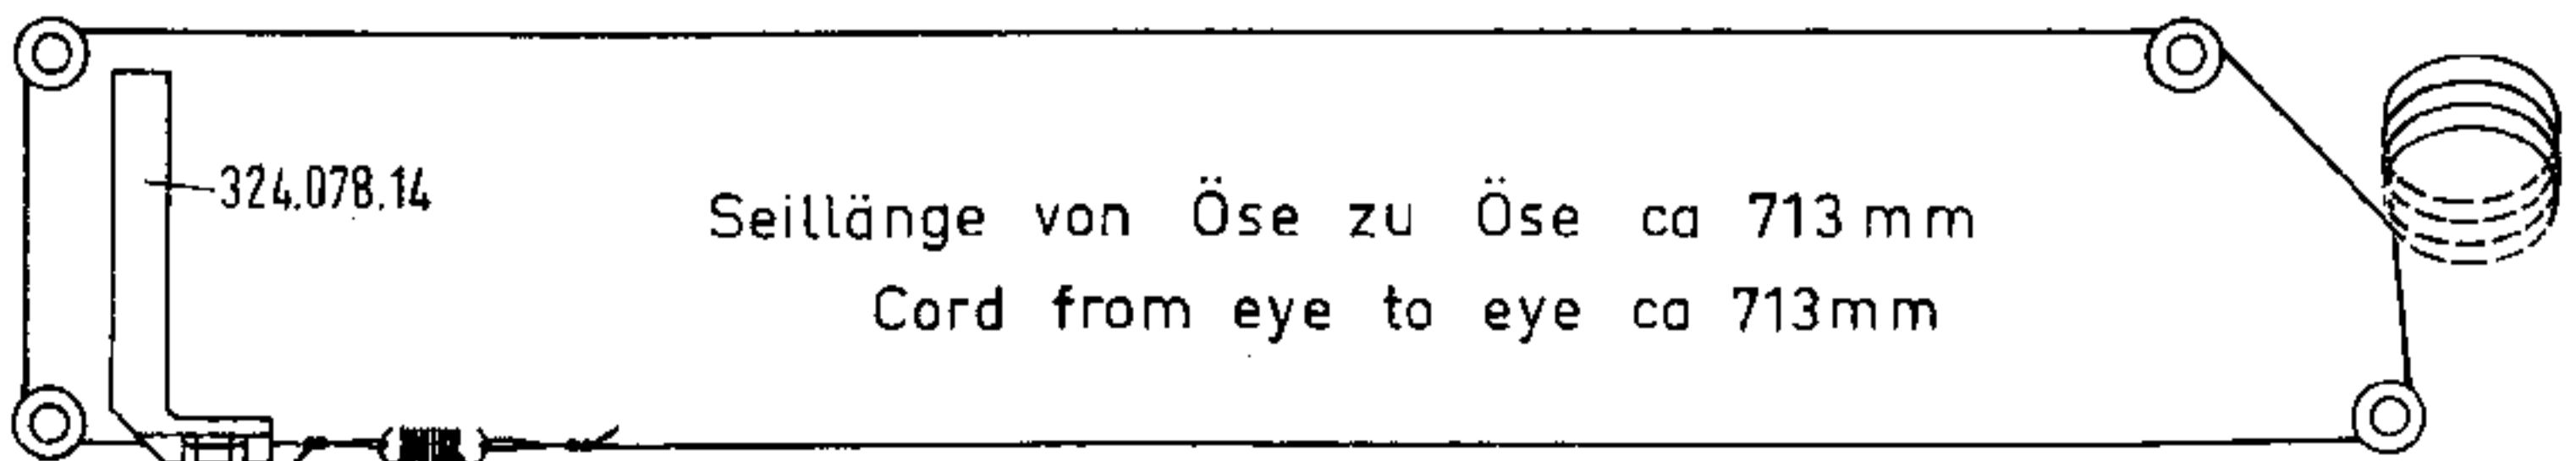 324.078.14
Seillänge von Öse zu Öse ca 713 mm
Cord from eye to eye ca 713mm